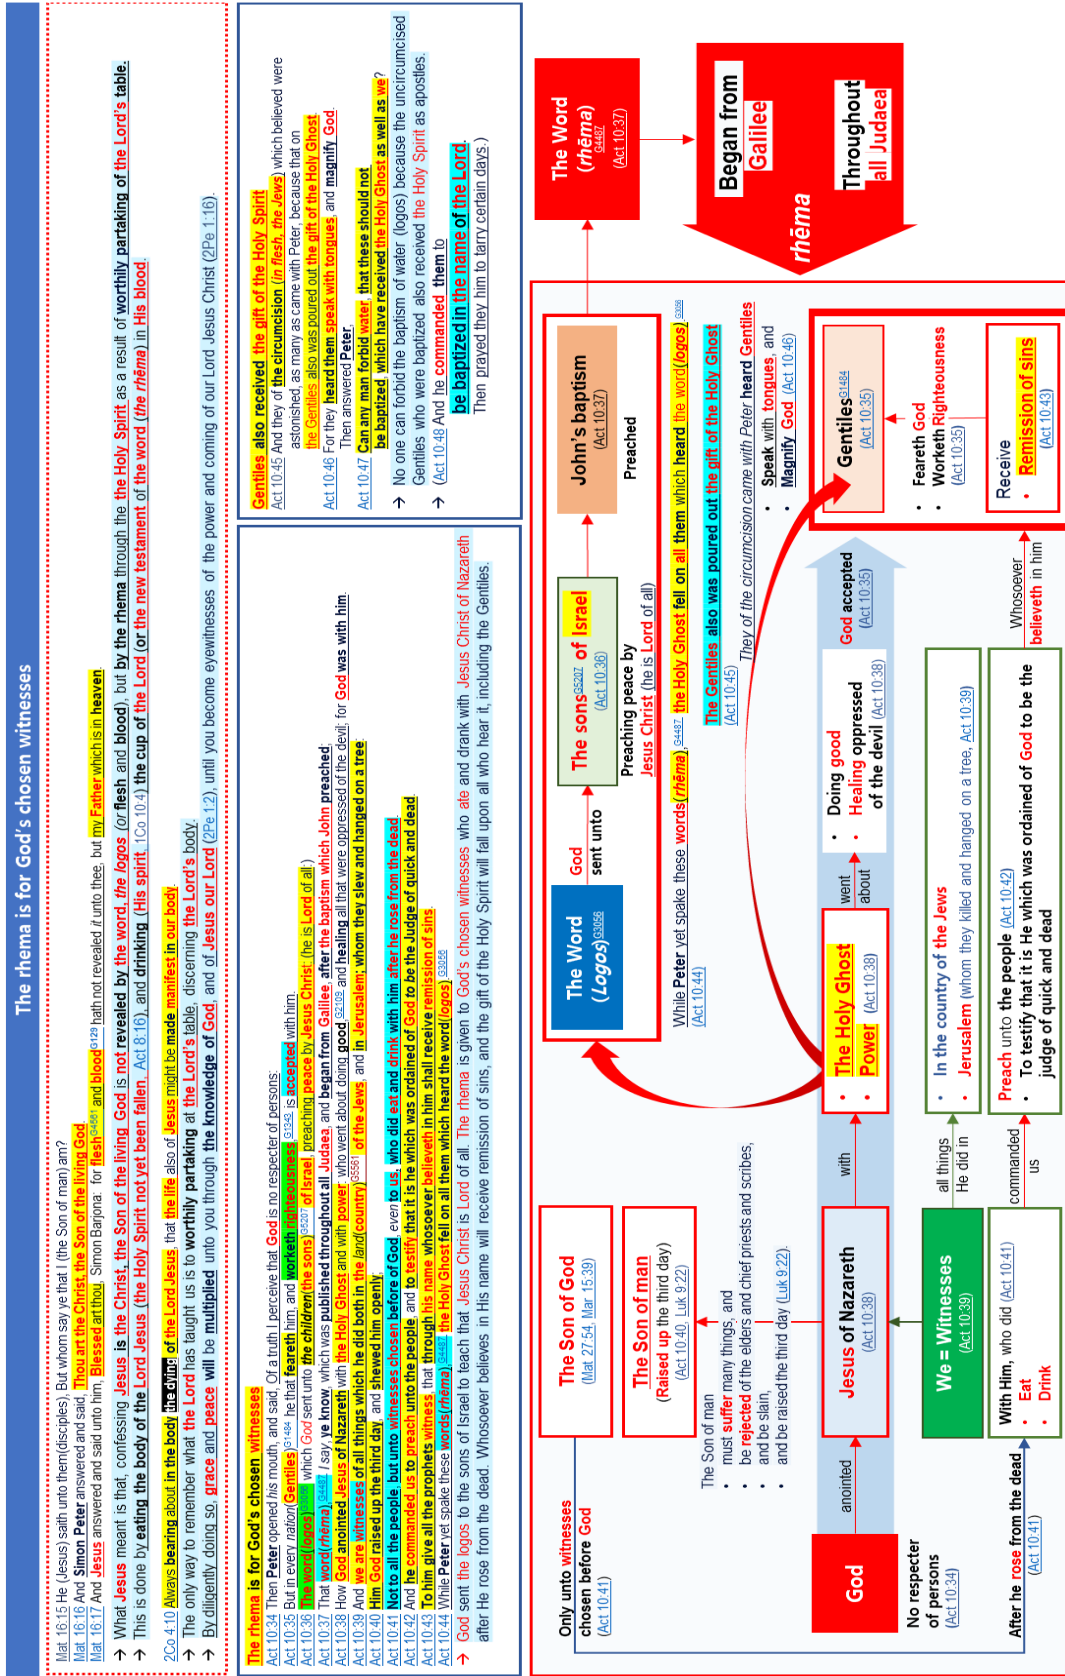 The rhema is for God's chosen witnesses
Mat 16:15 He (Jesus) saith unto them(disciples), But whom say ye that I (the Son of man) am?
Mat 16:16 And Simon Peter answered and said, Thou art the Christ, the Son of the living God.
Mat 16:17 And Jesus answered and said unto him, Blessed art thou, Simon Barjona: for flesh G4561 and blood G129 hath not revealed it unto thee, but my Father which is in heaven.
→ What Jesus meant is that, confessing Jesus is the Christ, the Son of the living God is not revealed by the word, the logos (or flesh and blood), but by the rhema through the Holy Spirit as a result of worthily partaking of the Lord's table.
→ This is done by eating the body of the Lord Jesus (the Holy Spirit not yet been fallen, Act 8:16), and drinking (His spirit, 1Co 10:4) the cup of the Lord (or the new testament of the word (the rhēma) in His blood.
2Co 4:10 Always bearing about in the body the dying of the Lord Jesus, that the life also of Jesus might be made manifest in our body.
→ The only way to remember what the Lord has taught us is to worthily partaking at the Lord's table, discerning the Lord's body.
→ By diligently doing so, grace and peace will be multiplied unto you through the knowledge of God, and of Jesus our Lord (2Pe 1:2), until you become eyewitnesses of the power and coming of our Lord Jesus Christ (2Pe 1:16).
The rhema is for God's chosen witnesses
Act 10:34 Then Peter opened his mouth, and said, Of a truth I perceive that God is no respecter of persons:
Act 10:35 But in every nation(Gentiles) G1484 he that feareth him, and worketh righteousness, G1343 is accepted with him.
Act 10:36 The word(logos) G3056 which God sent unto the children(the sons) G5207 of Israel, preaching peace by Jesus Christ: (he is Lord of all:)
Act 10:37 That word(rhēma), G4487 I say, ye know, which was published throughout all Judaea, and began from Galilee, after the baptism which John preached;
Act 10:38 How God anointed Jesus of Nazareth with the Holy Ghost and with power: who went about doing good, G2109 and healing all that were oppressed of the devil; for God was with him.
Act 10:39 And we are witnesses of all things which he did both in the land(country) G5561 of the Jews, and in Jerusalem; whom they slew and hanged on a tree:
Act 10:40 Him God raised up the third day, and shewed him openly;
Act 10:41 Not to all the people, but unto witnesses chosen before of God, even to us, who did eat and drink with him after he rose from the dead.
Act 10:42 And he commanded us to preach unto the people, and to testify that it is he which was ordained of God to be the Judge of quick and dead.
Act 10:43 To him give all the prophets witness, that through his name whosoever believeth in him shall receive remission of sins.
Act 10:44 While Peter yet spake these words(rhēma), G4487 the Holy Ghost fell on all them which heard the word(logos). G3056
→ God sent the logos to the sons of Israel to teach that Jesus Christ is Lord of all. The rhema is given to God's chosen witnesses who ate and drank with Jesus Christ of Nazareth
after He rose from the dead. Whosoever believes in His name will receive remission of sins, and the gift of the Holy Spirit will fall upon all who hear it, including the Gentiles.
Gentiles also received the gift of the Holy Spirit
Act 10:45 And they of the circumcision (in flesh, the Jews) which believed were
astonished, as many as came with Peter, because that on
the Gentiles also was poured out the gift of the Holy Ghost.
Act 10:46 For they heard them speak with tongues, and magnify God.
Then answered Peter,
Act 10:47 Can any man forbid water, that these should not
be baptized, which have received the Holy Ghost as well as we?
→ No one can forbid the baptism of water (logos) because the uncircumcised
Gentiles who were baptized also received the Holy Spirit as apostles.
→ (Act 10:48 And he commanded them to
be baptized in the name of the Lord.
Then prayed they him to tarry certain days.)
The Word
(Logos) G3056
God
sent unto
The sons G5207 of Israel
(Act 10:36)
Preaching peace by
Jesus Christ (he is Lord of all)
John's baptism
(Act 10:37)
Preached
The Word
(rhēma)
G4487
(Act 10:37)
Began from
Galilee
Throughout
all Judaea
rhēma
While Peter yet spake these words(rhēma), G4487 the Holy Ghost fell on all them which heard the word(logos). G3056
(Act 10:44)
The Gentiles also was poured out the gift of the Holy Ghost
(Act 10:45)
They of the circumcision came with Peter heard Gentiles
• Speak with tongues, and
• Magnify God (Act 10:46)
Only unto witnesses
chosen before God
(Act 10:41)
The Son of God
(Mat 27:54, Mar 15:39)
The Son of man
(Raised up the third day)
(Act 10:40, Luk 9:22)
The Son of man
• must suffer many things, and
• be rejected of the elders and chief priests and scribes,
• and be slain,
• and be raised the third day (Luk 9:22).
God
No respecter
of persons
(Act 10:34)
anointed
Jesus of Nazareth
(Act 10:38)
with
• The Holy Ghost
• Power (Act 10:38)
went
about
• Doing good
• Healing oppressed
of the devil (Act 10:38)
God accepted
(Act 10:35)
Gentiles G1484
(Act 10:35)
• Feareth God
• Worketh Righteousness
(Act 10:35)
Receive
• Remission of sins
(Act 10:43)
We = Witnesses
(Act 10:39)
all things
He did in
• In the country of the Jews
• Jerusalem (whom they killed and hanged on a tree, Act 10:39)
After he rose from the dead
(Act 10:41)
With Him, who did (Act 10:41)
• Eat
• Drink
commanded
us
Preach unto the people (Act 10:42)
• To testify that it is He which was ordained of God to be the
judge of quick and dead
Whosoever
believeth in him